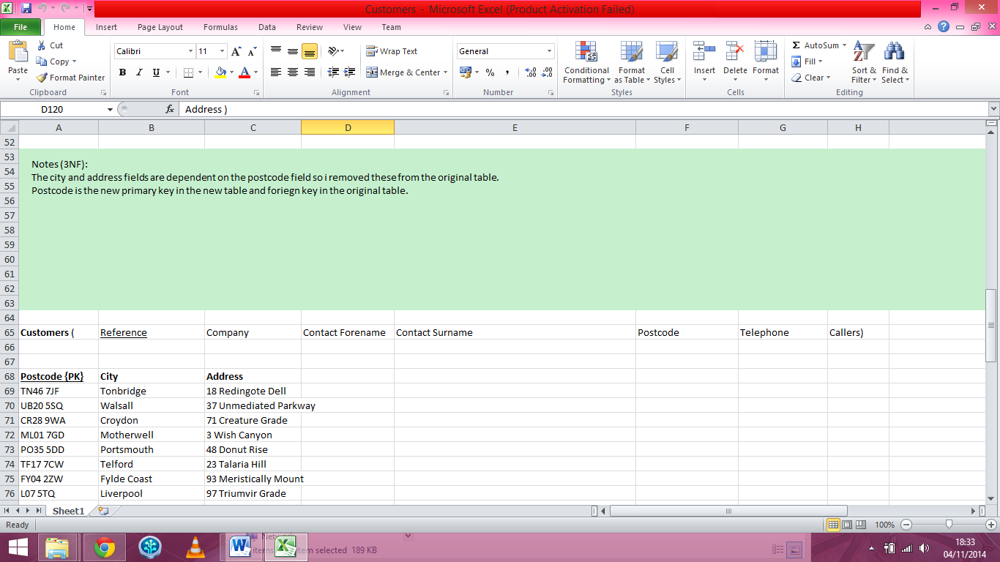 Customers - Microsoft Excel (Product Activation Failed)
File Home Insert Page Layout Formulas Data Review View Team
Paste
Cut
Copy
Format Painter
Clipboard
Calibri 11
B I U
Font
Wrap Text
Merge & Center
Alignment
General
Number
Conditional Formatting
Format as Table
Cell Styles
Styles
Insert Delete Format
Cells
AutoSum
Fill
Clear
Sort & Filter
Find & Select
Editing
D120 fx Address )
A B C D E F G H
52
53
54
55
56
57
58
59
60
61
62
63
Notes (3NF):
The city and address fields are dependent on the postcode field so i removed these from the original table.
Postcode is the new primary key in the new table and foriegn key in the original table.
64
65 Customers ( Reference Company Contact Forename Contact Surname Postcode Telephone Callers)
66
67
68 Postcode {PK} City Address
69 TN46 7JF Tonbridge 18 Redingote Dell
70 UB20 5SQ Walsall 37 Unmediated Parkway
71 CR28 9WA Croydon 71 Creature Grade
72 ML01 7GD Motherwell 3 Wish Canyon
73 PO35 5DD Portsmouth 48 Donut Rise
74 TF17 7CW Telford 23 Talaria Hill
75 FY04 2ZW Fylde Coast 93 Meristically Mount
76 L07 5TQ Liverpool 97 Triumvir Grade
Sheet1
Ready 100%
item selected 189 KB
18:33
04/11/2014